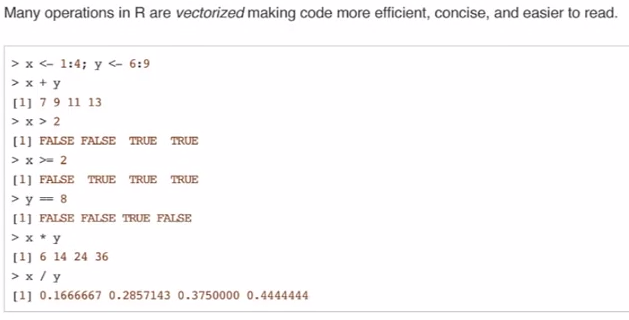 Many operations in R are vectorized making code more efficient, concise, and easier to read.
> x <- 1:4; y <- 6:9
> x + y
[1] 7 9 11 13
> x > 2
[1] FALSE FALSE TRUE TRUE
> x >= 2
[1] FALSE TRUE TRUE TRUE
> y == 8
[1] FALSE FALSE TRUE FALSE
> x * y
[1] 6 14 24 36
> x / y
[1] 0.1666667 0.2857143 0.3750000 0.4444444